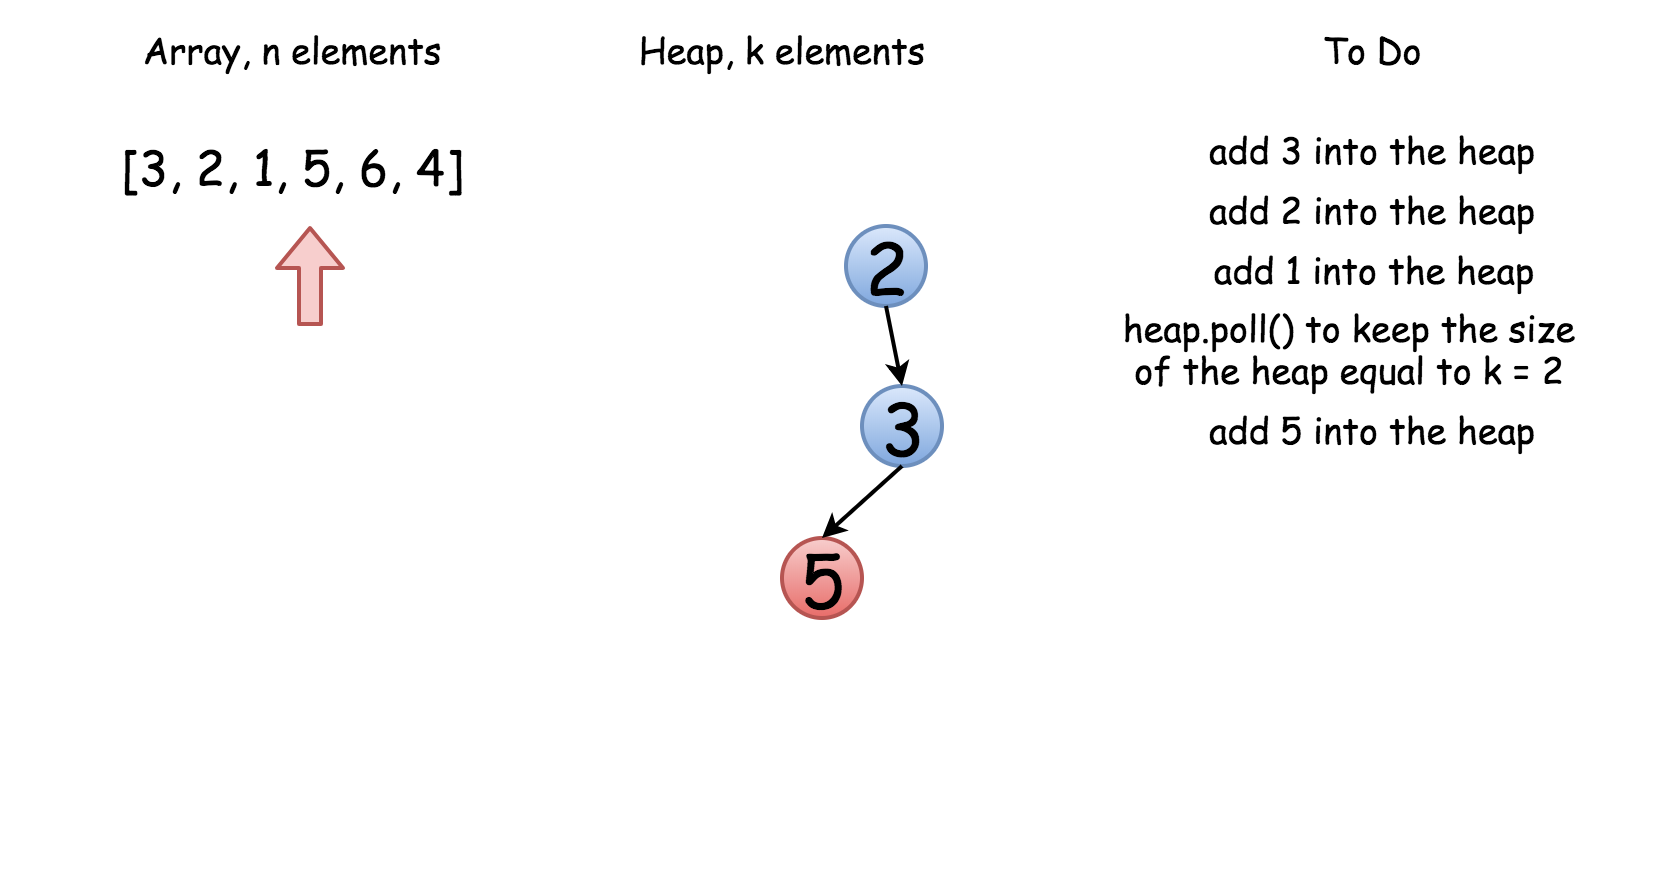 Array, n elements
[3, 2, 1, 5, 6, 4]
Heap, k elements
2
3
5
To Do
add 3 into the heap
add 2 into the heap
add 1 into the heap
heap.poll() to keep the size
of the heap equal to k = 2
add 5 into the heap